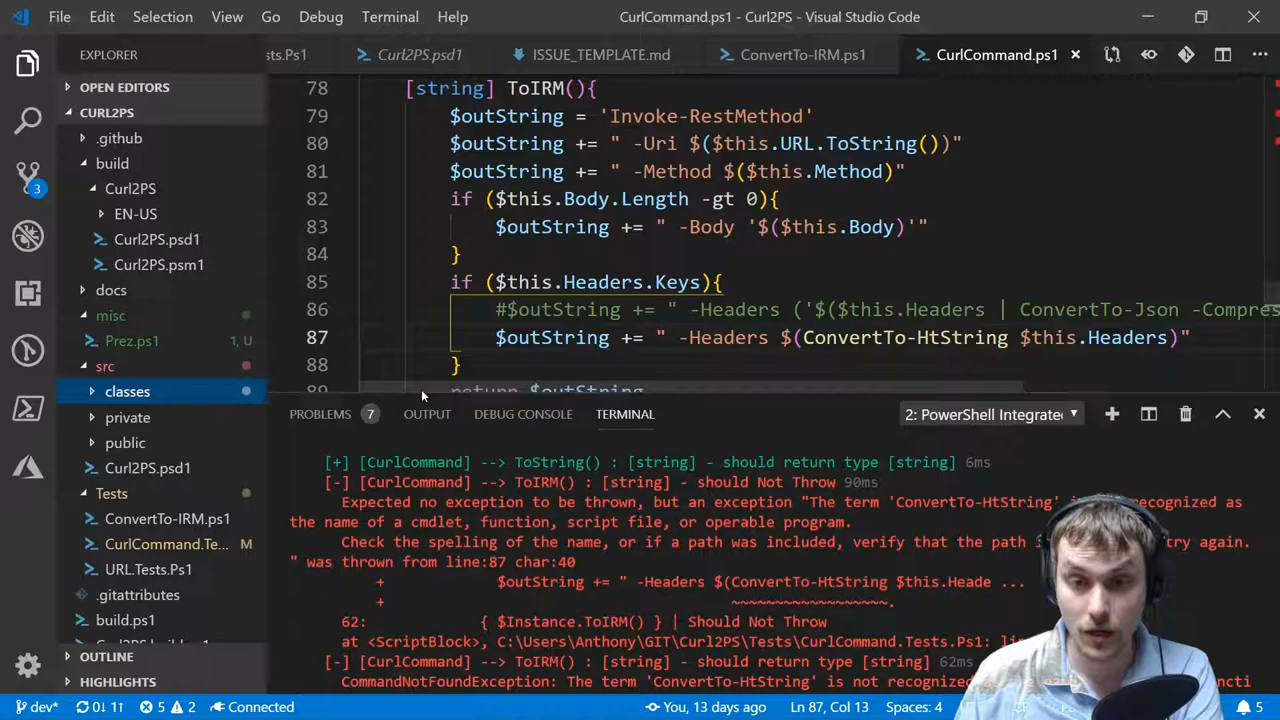 File Edit Selection View Go Debug Terminal Help
CurlCommand.ps1 - Curl2PS - Visual Studio Code
EXPLORER
sts.Ps1
Curl2PS.psd1
ISSUE_TEMPLATE.md
ConvertTo-IRM.ps1
CurlCommand.ps1
OPEN EDITORS
CURL2PS
.github
build
Curl2PS
EN-US
Curl2PS.psd1
Curl2PS.psm1
docs
misc
Prez.ps1 1, U
src
classes
private
public
Curl2PS.psd1
Tests
ConvertTo-IRM.ps1
CurlCommand.Te... M
URL.Tests.Ps1
.gitattributes
build.ps1
OUTLINE
HIGHLIGHTS
3
78 [string] ToIRM(){
79 $outString = 'Invoke-RestMethod'
80 $outString += " -Uri $($this.URL.ToString())"
81 $outString += " -Method $($this.Method)"
82 if ($this.Body.Length -gt 0){
83 $outString += " -Body '$($this.Body)'"
84 }
85 if ($this.Headers.Keys){
86 #$outString += " -Headers ('$($this.Headers | ConvertTo-Json -Compres
87 $outString += " -Headers $(ConvertTo-HtString $this.Headers)"
88 }
89 return $outString
PROBLEMS 7 OUTPUT DEBUG CONSOLE TERMINAL 2: PowerShell Integrated
[+] [CurlCommand] --> ToString() : [string] - should return type [string] 6ms
[-] [CurlCommand] --> ToIRM() : [string] - should Not Throw 90ms
Expected no exception to be thrown, but an exception "The term 'ConvertTo-HtString' is recognized as
the name of a cmdlet, function, script file, or operable program.
Check the spelling of the name, or if a path was included, verify that the path try again.
" was thrown from line:87 char:40
+ $outString += " -Headers $(ConvertTo-HtString $this.Heade ...
+ ~~~~~~~~~~~~~~~~~~.
62: { $Instance.ToIRM() } | Should Not Throw
at <ScriptBlock>, C:\Users\Anthony\GIT\Curl2PS\Tests\CurlCommand.Tests.Ps1:
[-] [CurlCommand] --> ToIRM() : [string] - should return type [string] 62ms
CommandNotFoundException: The term 'ConvertTo-HtString' is not recognized
dev* 0↓ 1↑ 5 2 Connected You, 13 days ago Ln 87, Col 13 Spaces: 4 5